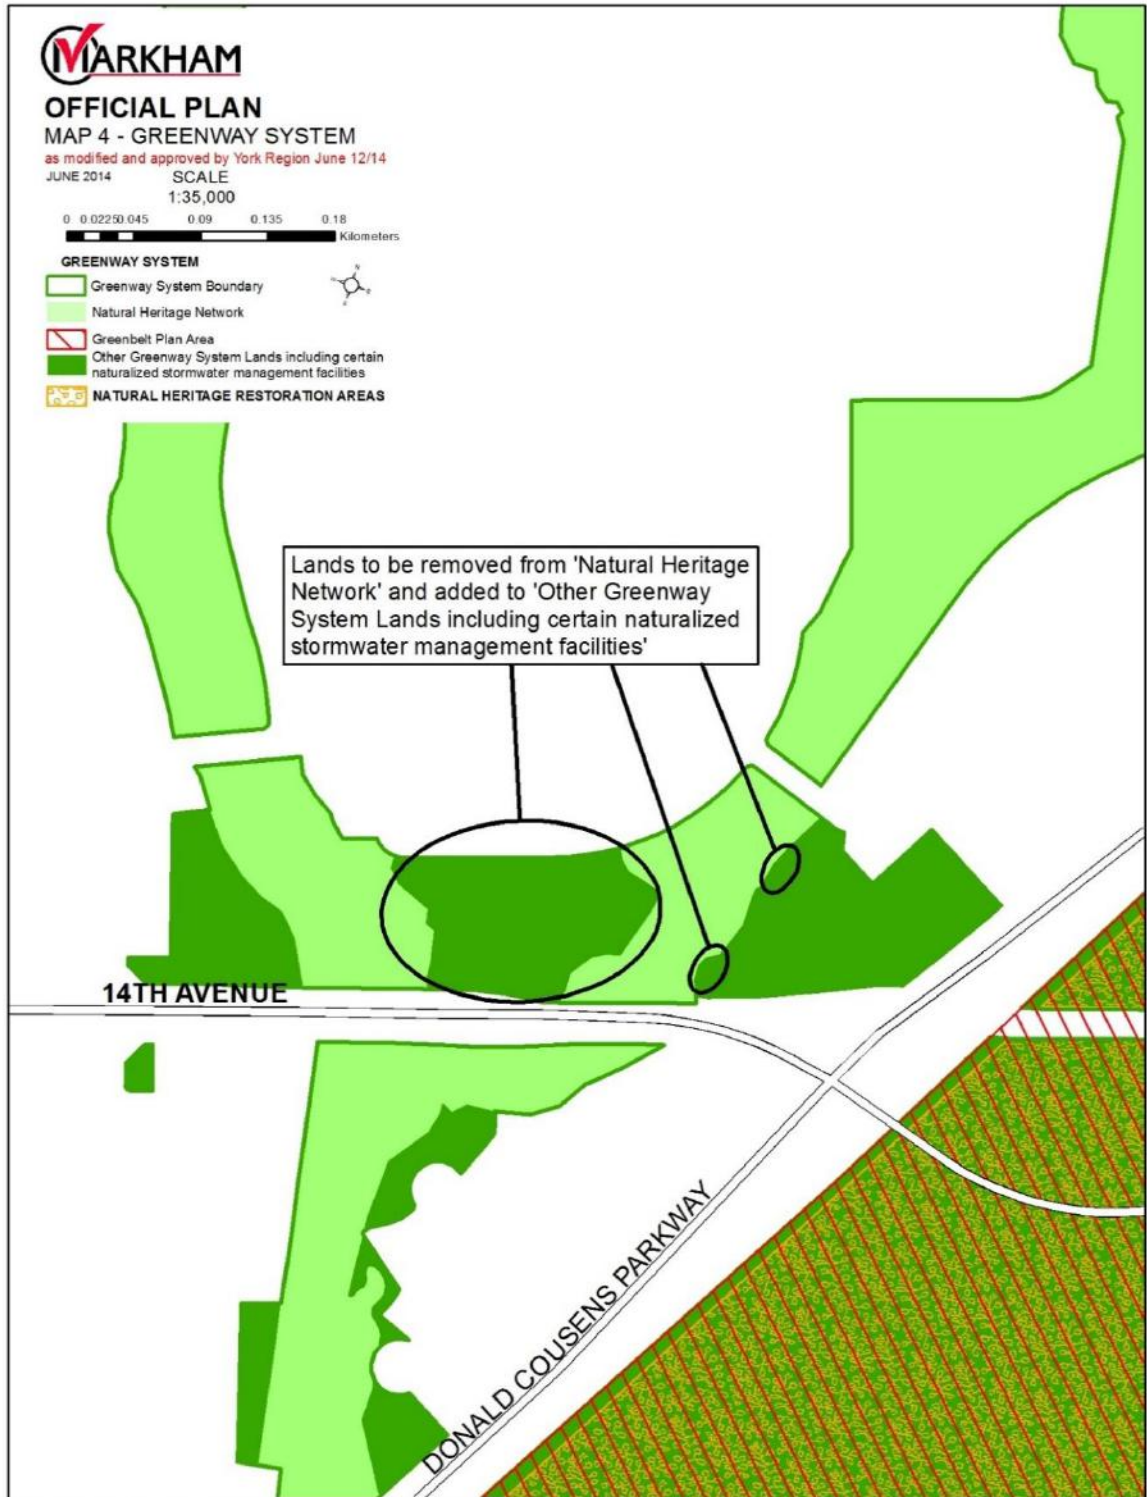 MARKHAM
OFFICIAL PLAN
MAP 4 - GREENWAY SYSTEM
as modified and approved by York Region June 12/14
JUNE 2014
SCALE
1:35,000
0 0.02250.045 0.09 0.135 0.18
Kilometers
GREENWAY SYSTEM
Greenway System Boundary
Natural Heritage Network
Greenbelt Plan Area
Other Greenway System Lands including certain
naturalized stormwater management facilities
NATURAL HERITAGE RESTORATION AREAS
Lands to be removed from 'Natural Heritage
Network' and added to 'Other Greenway
System Lands including certain naturalized
stormwater management facilities'
14TH AVENUE
DONALD COUSENS PARKWAY